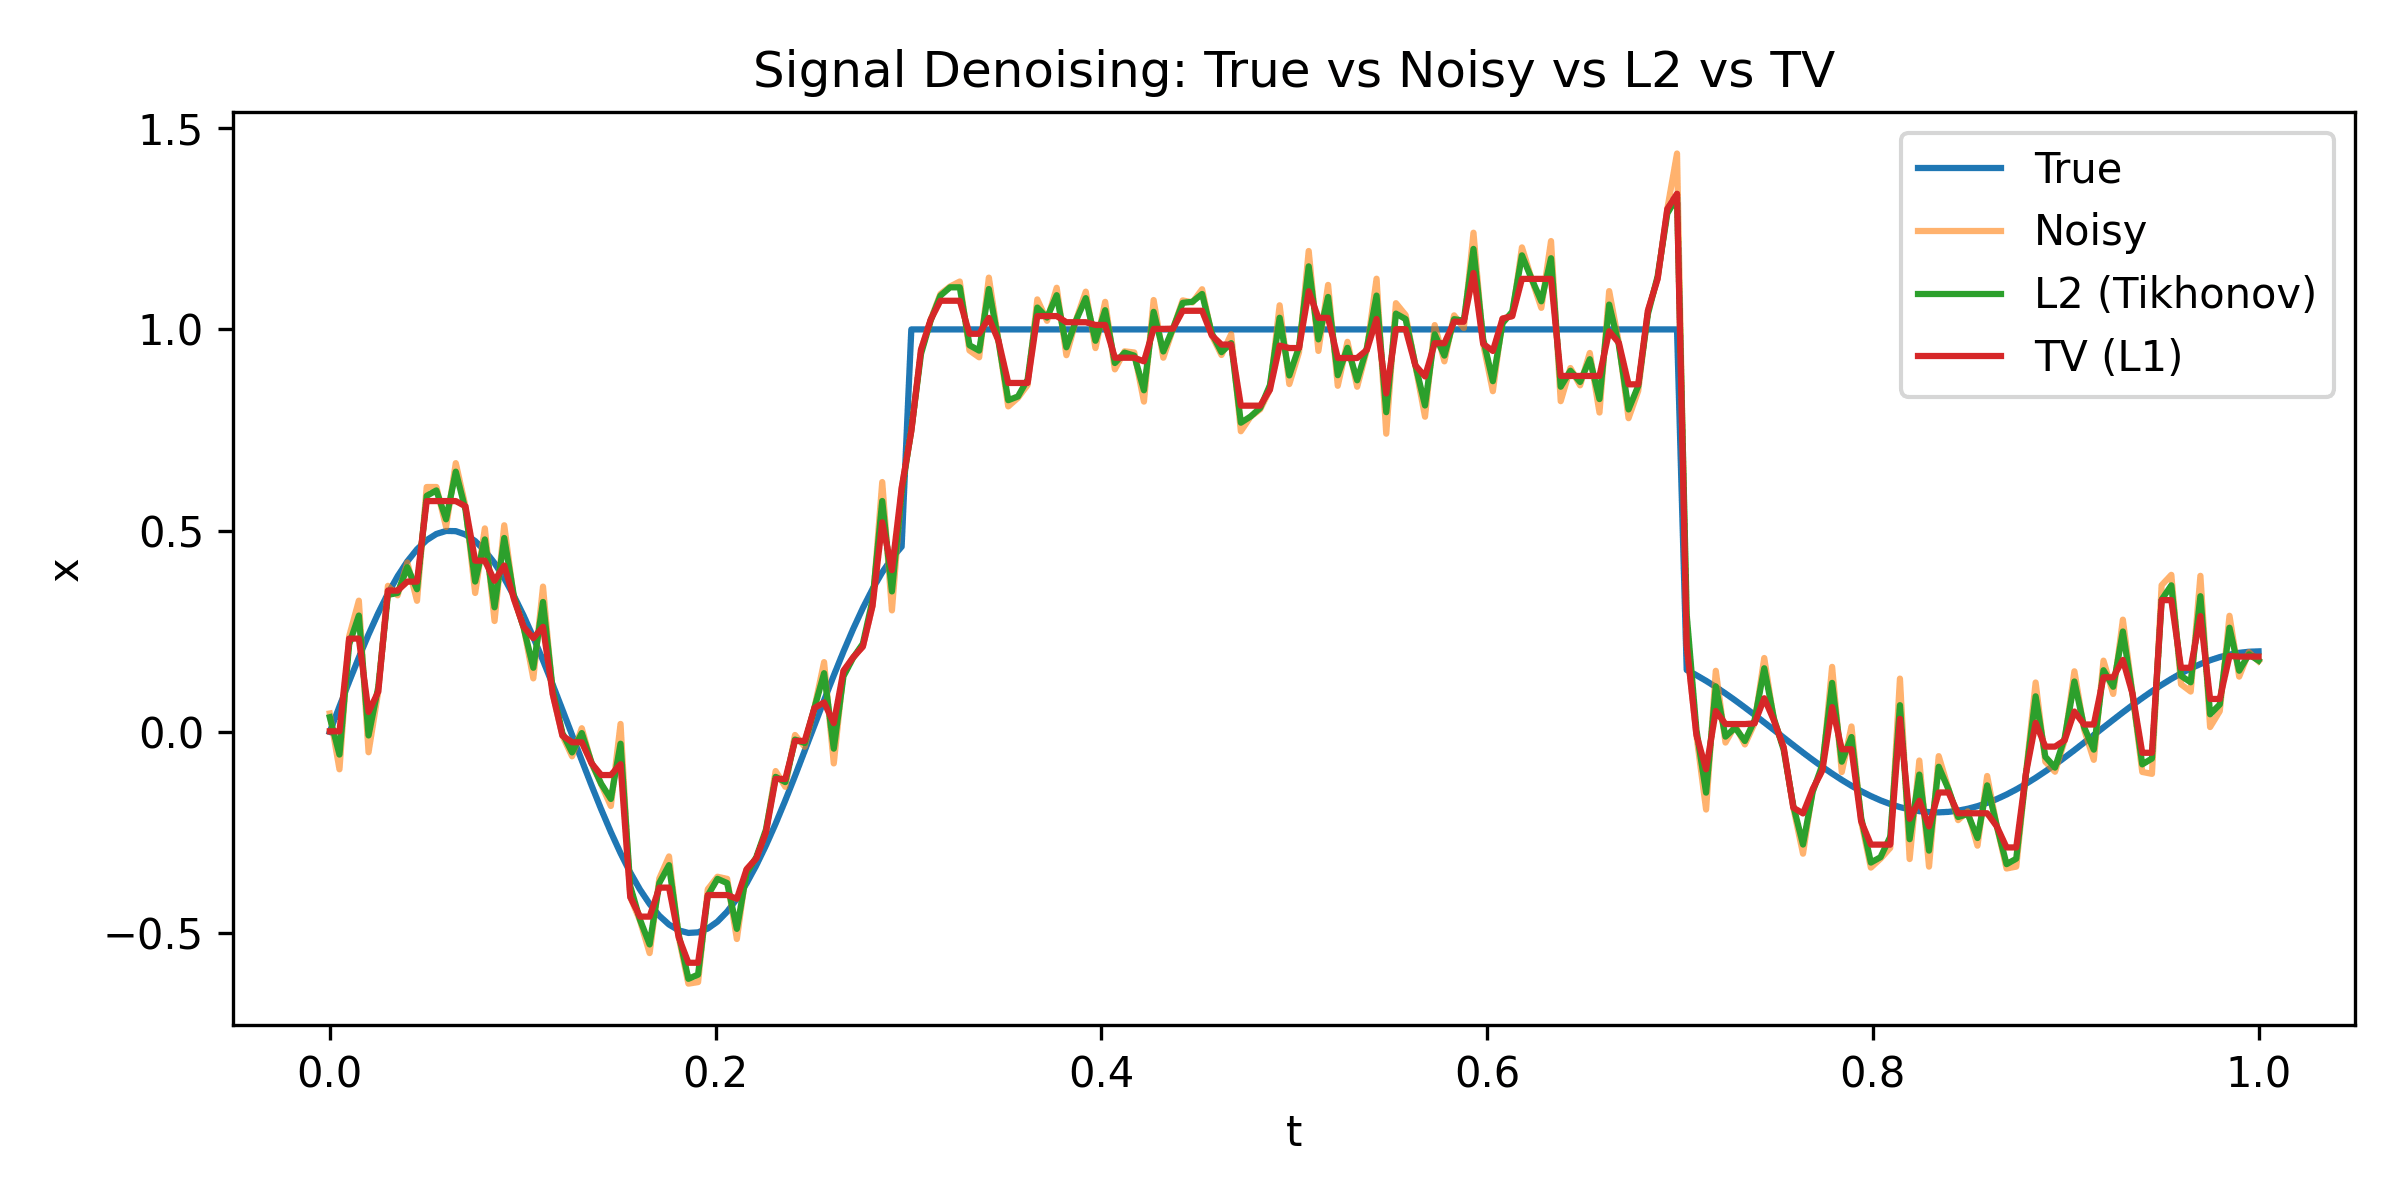 Signal Denoising: True vs Noisy vs L2 vs TV
1.5
1.0
0.5
0.0
−0.5
x
True
Noisy
L2 (Tikhonov)
TV (L1)
0.0 0.2 0.4 0.6 0.8 1.0
t